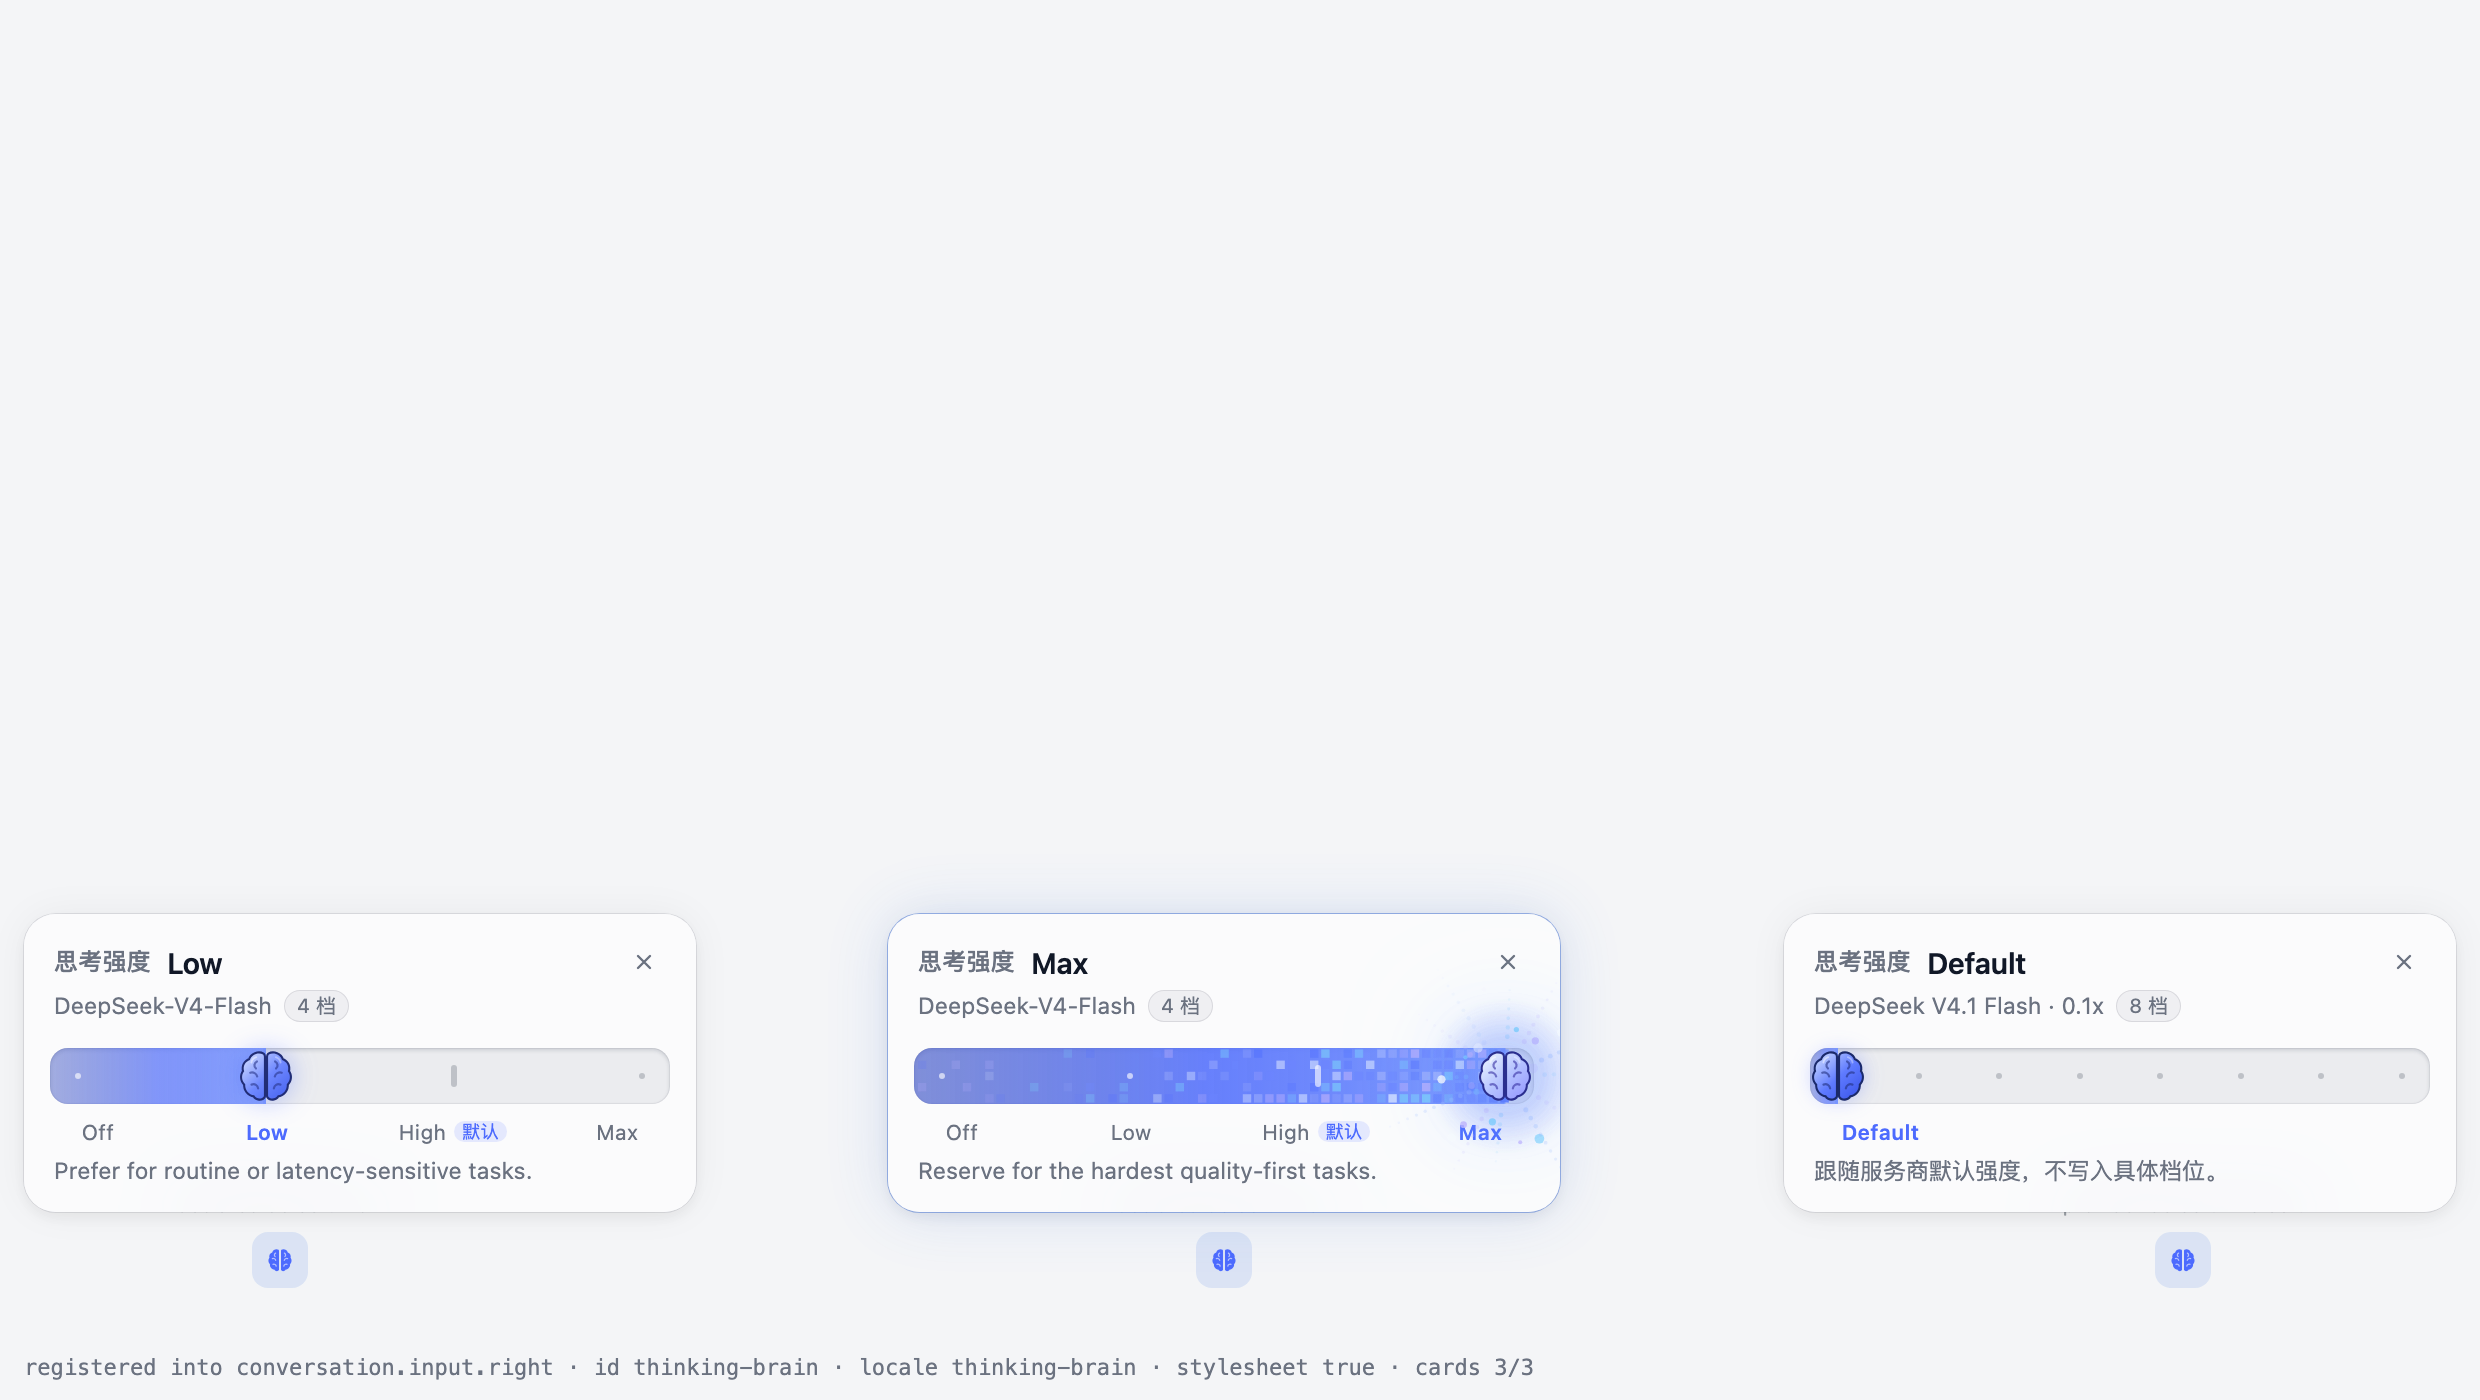 思考强度 Low
DeepSeek-V4-Flash 4 档
Off Low High 默认 Max
Prefer for routine or latency-sensitive tasks.
思考强度 Max
DeepSeek-V4-Flash 4 档
Off Low High 默认 Max
Reserve for the hardest quality-first tasks.
思考强度 Default
DeepSeek V4.1 Flash · 0.1x 8 档
Default
跟随服务商默认强度，不写入具体档位。
registered into conversation.input.right · id thinking-brain · locale thinking-brain · stylesheet true · cards 3/3